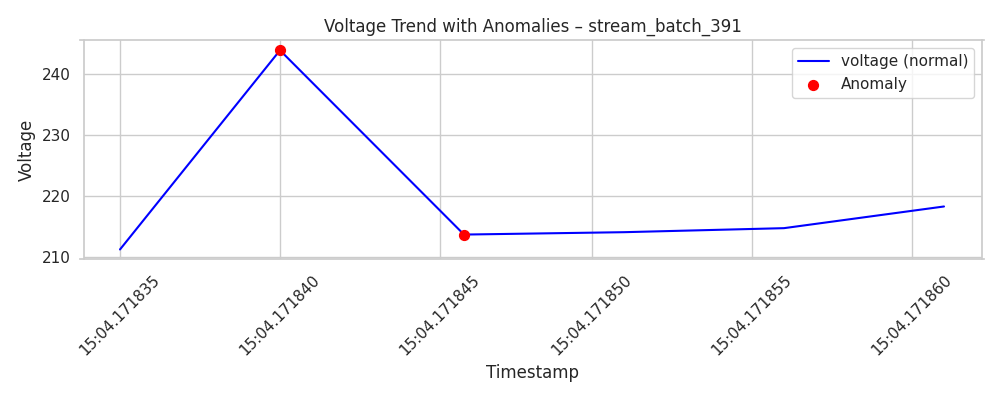 Voltage Trend with Anomalies – stream_batch_391
voltage (normal)
Anomaly
Voltage
240
230
220
210
15:04.171835
15:04.171840
15:04.171845
15:04.171850
15:04.171855
15:04.171860
Timestamp